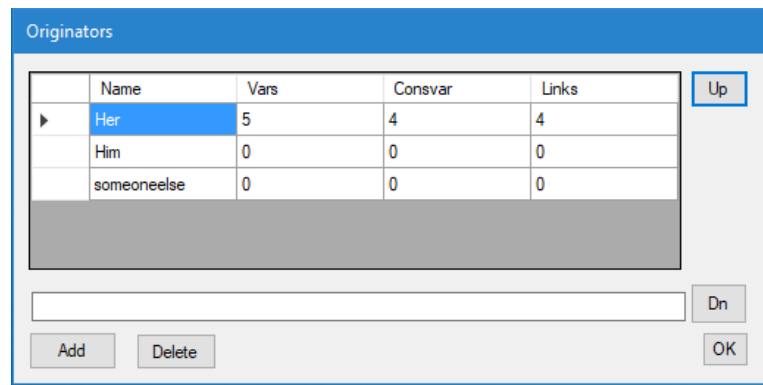 Originators
Name Vars Consvar Links Up
Her 5 4 4
Him 0 0 0
someoneelse 0 0 0
Dn
Add Delete OK